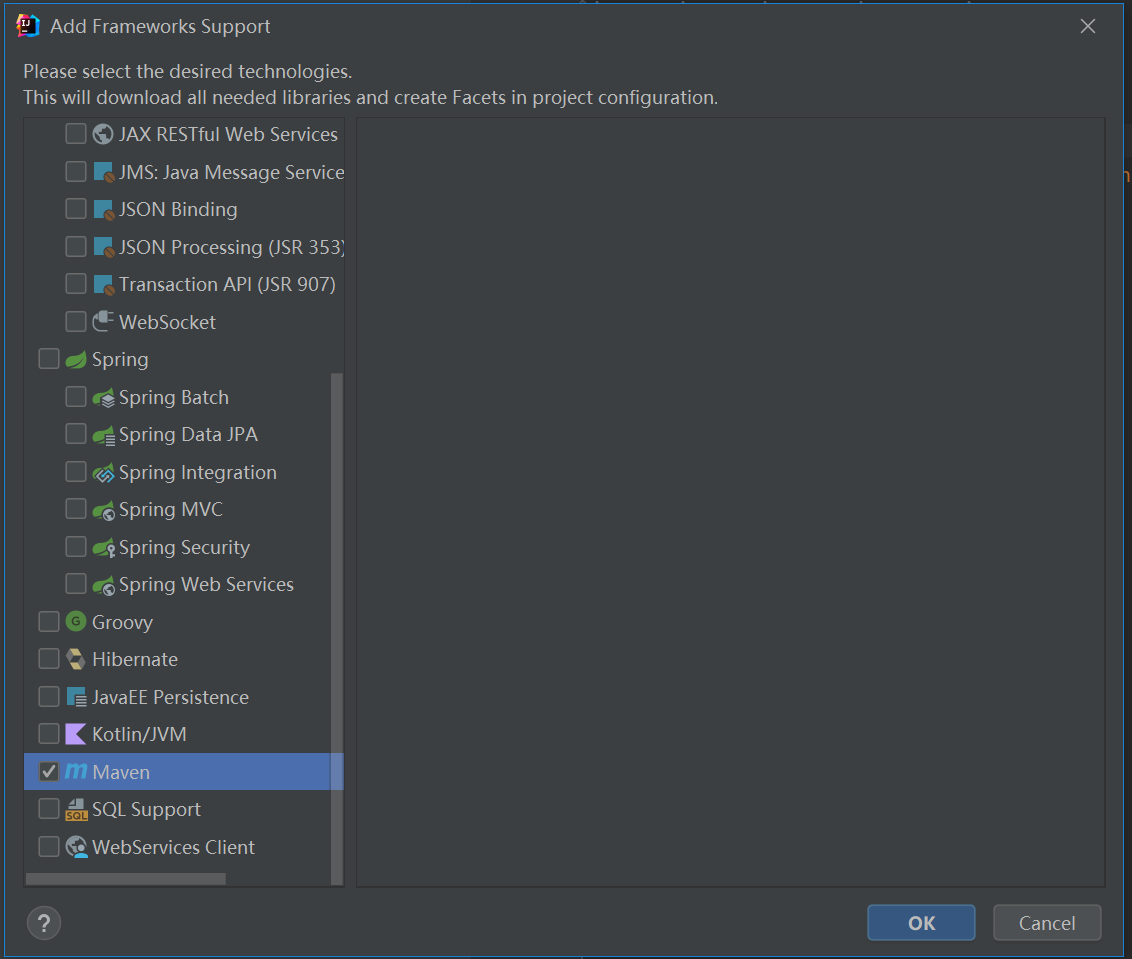 Add Frameworks Support
Please select the desired technologies.
This will download all needed libraries and create Facets in project configuration.
JAX RESTful Web Services
JMS: Java Message Service
JSON Binding
JSON Processing (JSR 353)
Transaction API (JSR 907)
WebSocket
Spring
Spring Batch
Spring Data JPA
Spring Integration
Spring MVC
Spring Security
Spring Web Services
G Groovy
Hibernate
JavaEE Persistence
Kotlin/JVM
m Maven
SQL SQL Support
WebServices Client
? OK Cancel